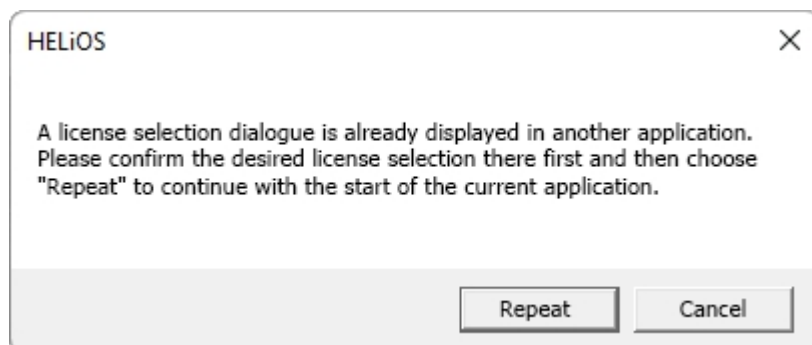 HELiOS
A license selection dialogue is already displayed in another application.
Please confirm the desired license selection there first and then choose
"Repeat" to continue with the start of the current application.
Repeat
Cancel